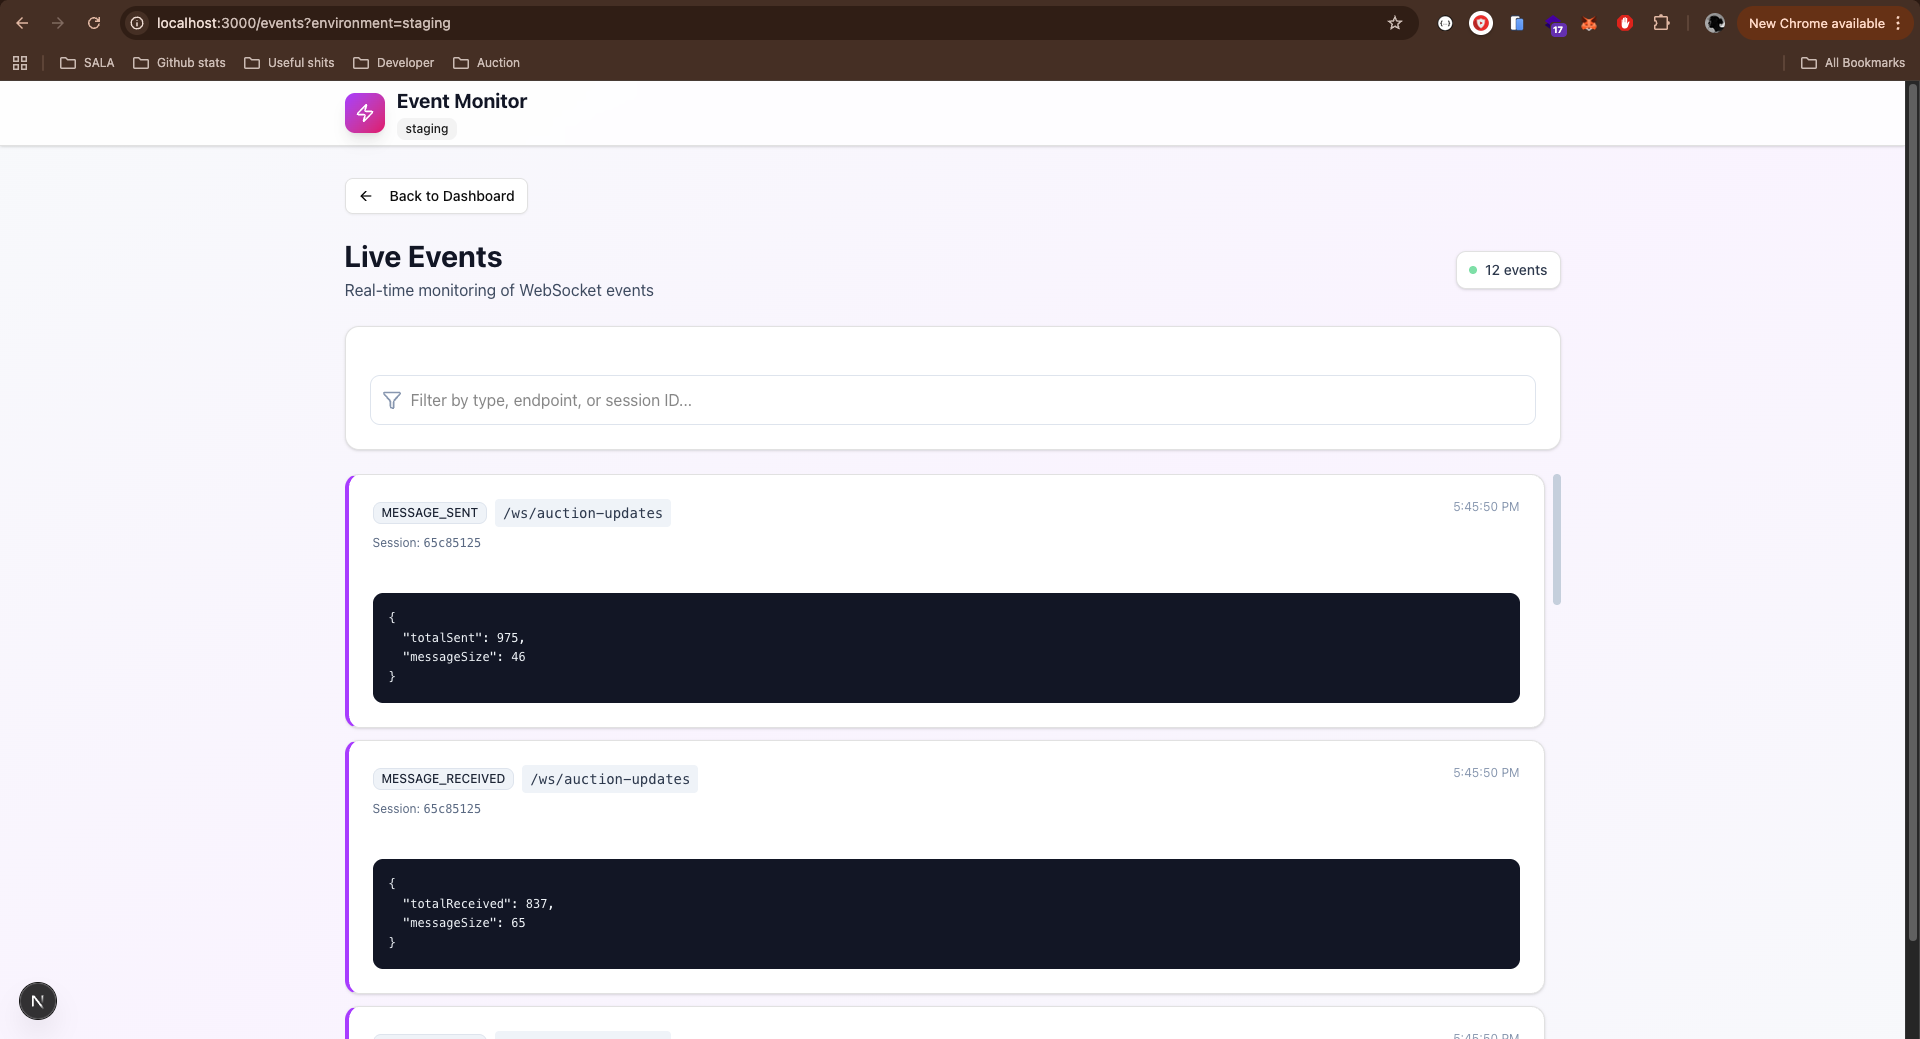 localhost:3000/events?environment=staging
17
New Chrome available
SALA
Github stats
Useful shits
Developer
Auction
All Bookmarks
Event Monitor
staging
Back to Dashboard
Live Events
12 events
Real-time monitoring of WebSocket events
Filter by type, endpoint, or session ID...
MESSAGE_SENT /ws/auction-updates 5:45:50 PM
Session: 65c85125
{
"totalSent": 975,
"messageSize": 46
}
MESSAGE_RECEIVED /ws/auction-updates 5:45:50 PM
Session: 65c85125
{
"totalReceived": 837,
"messageSize": 65
}
5:45:50 PM
N